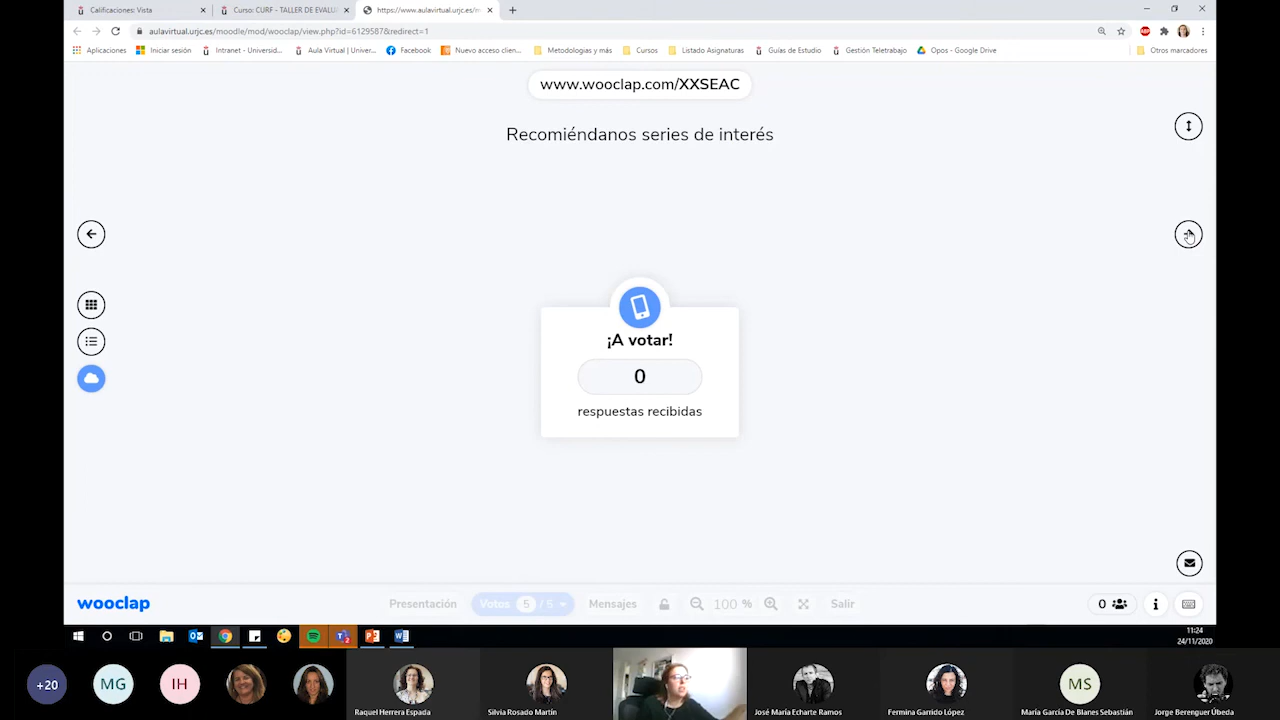 Calificaciones: Vista
Curso: CURF - TALLER DE EVALU
https://www.aulavirtual.urjc.es/m
aulavirtual.urjc.es/moodle/mod/wooclap/view.php?id=6129587&redirect=1
Aplicaciones
Iniciar sesión
Intranet - Universid...
Aula Virtual | Univer...
Facebook
Nuevo acceso clien...
Metodologias y más
Cursos
Listado Asignaturas
Guías de Estudio
Gestión Teletrabajo
Opos - Google Drive
Otros marcadores
www.wooclap.com/XXSEAC
Recomiéndanos series de interés
¡A votar!
0
respuestas recibidas
wooclap
Presentación
Votos 5 / 5
Mensajes
100 %
Salir
0
11:24
24/11/2020
+20
MG
IH
MS
Raquel Herrera Espada
Silvia Rosado Martín
José María Echarte Ramos
Fermina Garrido López
María García De Blanes Sebastián
Jorge Berenguer Úbeda